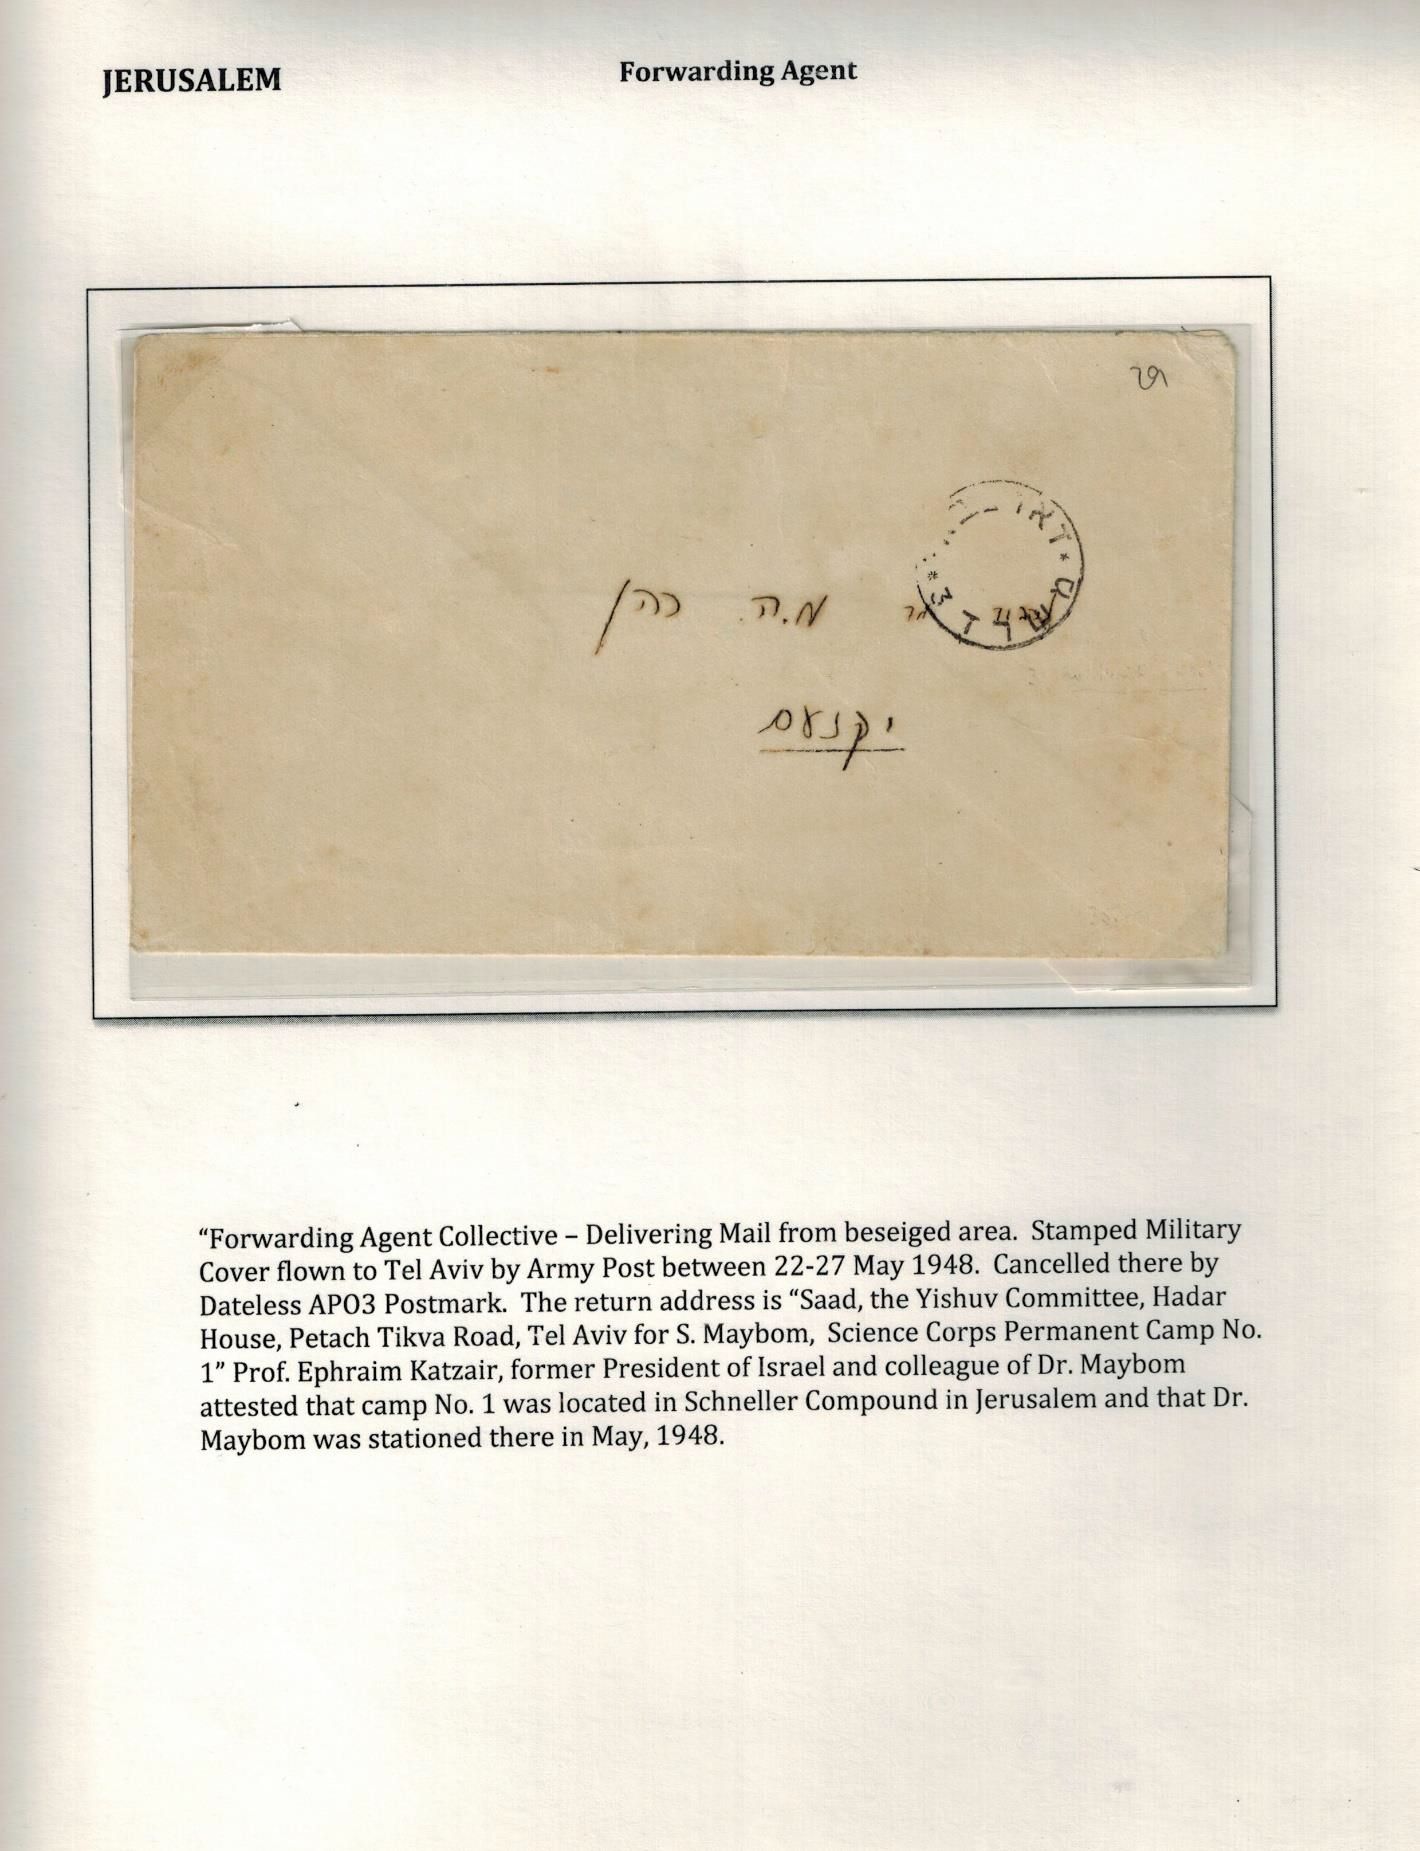 JERUSALEM
Forwarding Agent
מ.ה. כהן
יקנעם
“Forwarding Agent Collective – Delivering Mail from beseiged area. Stamped Military
Cover flown to Tel Aviv by Army Post between 22-27 May 1948. Cancelled there by
Dateless APO3 Postmark. The return address is “Saad, the Yishuv Committee, Hadar
House, Petach Tikva Road, Tel Aviv for S. Maybom, Science Corps Permanent Camp No.
1” Prof. Ephraim Katzair, former President of Israel and colleague of Dr. Maybom
attested that camp No. 1 was located in Schneller Compound in Jerusalem and that Dr.
Maybom was stationed there in May, 1948.